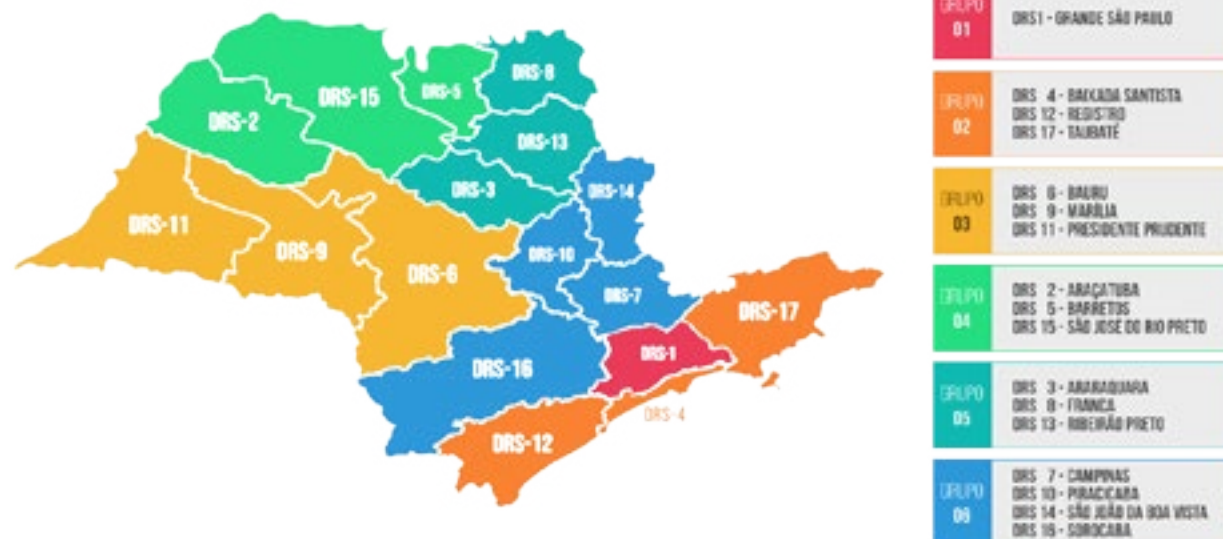 DRS-8
DRS-15
DRS-5
DRS-2
DRS-13
DRS-3
DRS-14
DRS-11
DRS-9
DRS-10
DRS-6
DRS-7
DRS-17
DRS-1
DRS-16
DRS-4
DRS-12
GRUPO
01
DRS1 - GRANDE SÃO PAULO
GRUPO
02
DRS 4 - BAIXADA SANTISTA
DRS 12 - REGISTRO
DRS 17 - TAUBATÉ
GRUPO
03
DRS 6 - BAURU
DRS 9 - MARÍLIA
DRS 11 - PRESIDENTE PRUDENTE
GRUPO
04
DRS 2 - ARAÇATUBA
DRS 5 - BARRETOS
DRS 15 - SÃO JOSÉ DO RIO PRETO
GRUPO
05
DRS 3 - ARARAQUARA
DRS 8 - FRANCA
DRS 13 - RIBEIRÃO PRETO
GRUPO
06
DRS 7 - CAMPINAS
DRS 10 - PIRACICABA
DRS 14 - SÃO JOÃO DA BOA VISTA
DRS 16 - SOROCABA